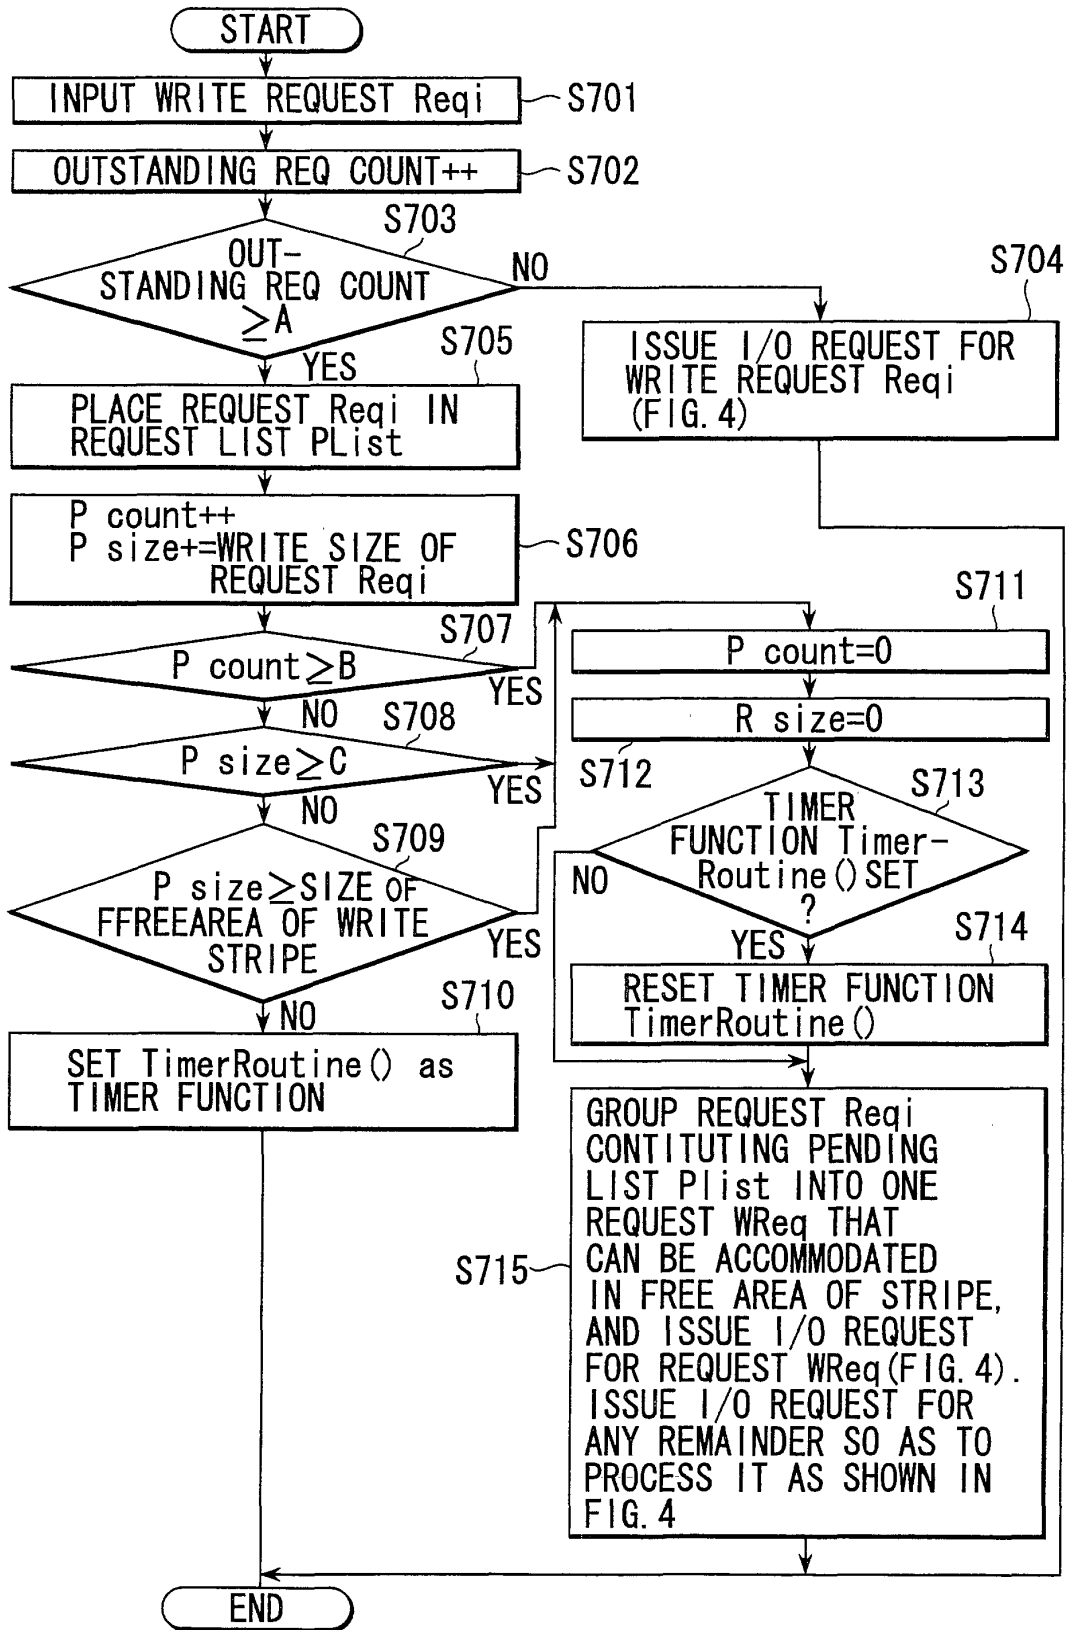 START
INPUT WRITE REQUEST Reqi
S701
OUTSTANDING REQ COUNT++
S702
S703
OUT-
STANDING REQ COUNT
≥A
NO
YES
S704
ISSUE I/O REQUEST FOR
WRITE REQUEST Reqi
(FIG. 4)
S705
PLACE REQUEST Reqi IN
REQUEST LIST PList
P count++
P size+=WRITE SIZE OF
REQUEST Reqi
S706
S707
P count≥B
YES
NO
S708
P size≥C
YES
NO
S709
P size≥SIZE OF
FFREEAREA OF WRITE
STRIPE
YES
NO
S710
SET TimerRoutine() as
TIMER FUNCTION
S711
P count=0
R size=0
S712
S713
TIMER
FUNCTION Timer-
Routine()SET
?
NO
YES
S714
RESET TIMER FUNCTION
TimerRoutine()
GROUP REQUEST Reqi
CONTITUTING PENDING
LIST Plist INTO ONE
REQUEST WReq THAT
CAN BE ACCOMMODATED
IN FREE AREA OF STRIPE,
AND ISSUE I/O REQUEST
FOR REQUEST WReq(FIG. 4).
ISSUE I/O REQUEST FOR
ANY REMAINDER SO AS TO
PROCESS IT AS SHOWN IN
FIG. 4
S715
END